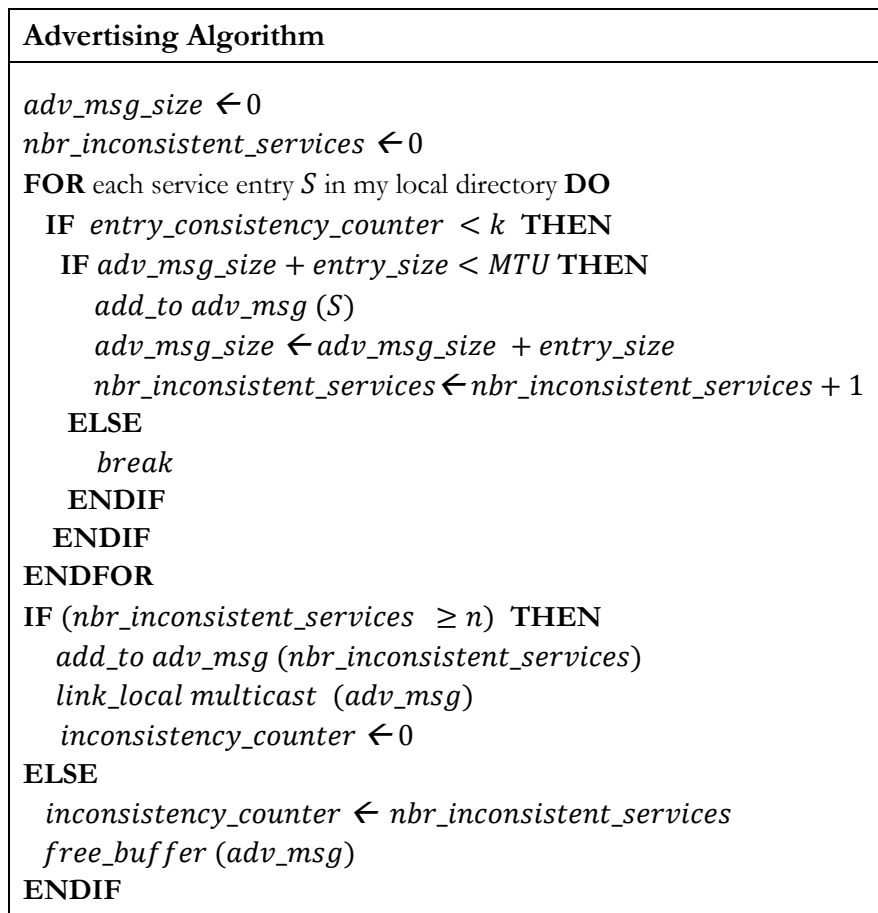 Advertising Algorithm
adv_msg_size ← 0
nbr_inconsistent_services ← 0
FOR each service entry S in my local directory DO
IF entry_consistency_counter < k THEN
IF adv_msg_size + entry_size < MTU THEN
add_to adv_msg (S)
adv_msg_size ← adv_msg_size + entry_size
nbr_inconsistent_services ← nbr_inconsistent_services + 1
ELSE
break
ENDIF
ENDIF
ENDFOR
IF (nbr_inconsistent_services ≥ n) THEN
add_to adv_msg (nbr_inconsistent_services)
link_local multicast (adv_msg)
inconsistency_counter ← 0
ELSE
inconsistency_counter ← nbr_inconsistent_services
free_buffer (adv_msg)
ENDIF